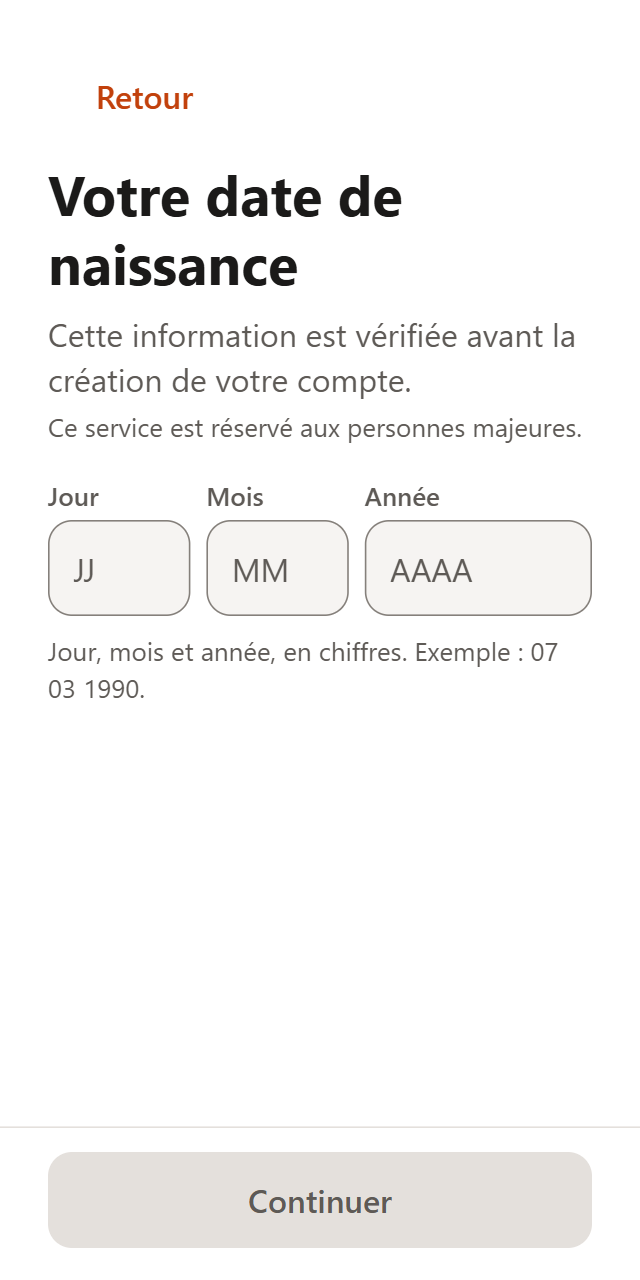 Retour
Votre date de
naissance
Cette information est vérifiée avant la
création de votre compte.
Ce service est réservé aux personnes majeures.
Jour Mois Année
JJ MM AAAA
Jour, mois et année, en chiffres. Exemple : 07
03 1990.
Continuer